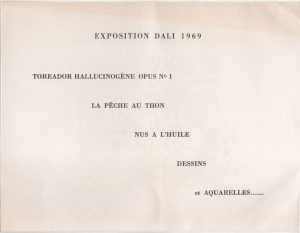 EXPOSITION DALI 1969
TOREADOR HALLUCINOGÈNE OPUS Nº 1
LA PÊCHE AU THON
NUS A L'HUILE
DESSINS
et AQUARELLES.......